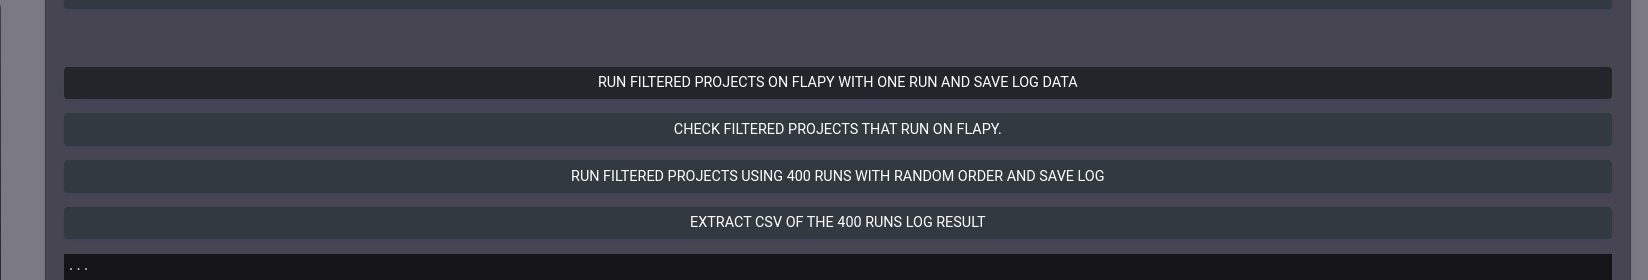 RUN FILTERED PROJECTS ON FLAPY WITH ONE RUN AND SAVE LOG DATA
CHECK FILTERED PROJECTS THAT RUN ON FLAPY.
RUN FILTERED PROJECTS USING 400 RUNS WITH RANDOM ORDER AND SAVE LOG
EXTRACT CSV OF THE 400 RUNS LOG RESULT
...